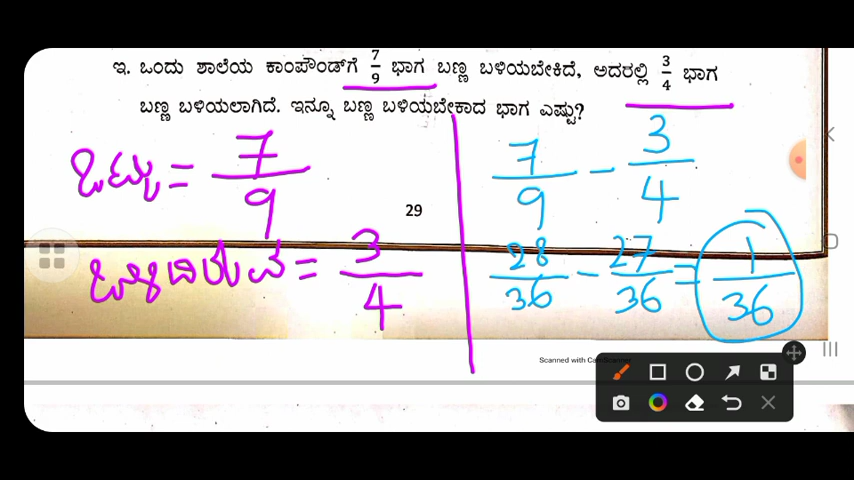 ಇ. ಒಂದು ಶಾಲೆಯ ಕಾಂಪೌಂಡ್‌ಗೆ 7/9 ಭಾಗ ಬಣ್ಣ ಬಳಿಯಬೇಕಿದೆ, ಅದರಲ್ಲಿ 3/4 ಭಾಗ
ಬಣ್ಣ ಬಳಿಯಲಾಗಿದೆ. ಇನ್ನೂ ಬಣ್ಣ ಬಳಿಯಬೇಕಾದ ಭಾಗ ಎಷ್ಟು?
ಒಟ್ಟು = 7/9
29
= 3/4
7/9 - 3/4
28/36 - 27/36 = 1/36
Scanned with CamScanner